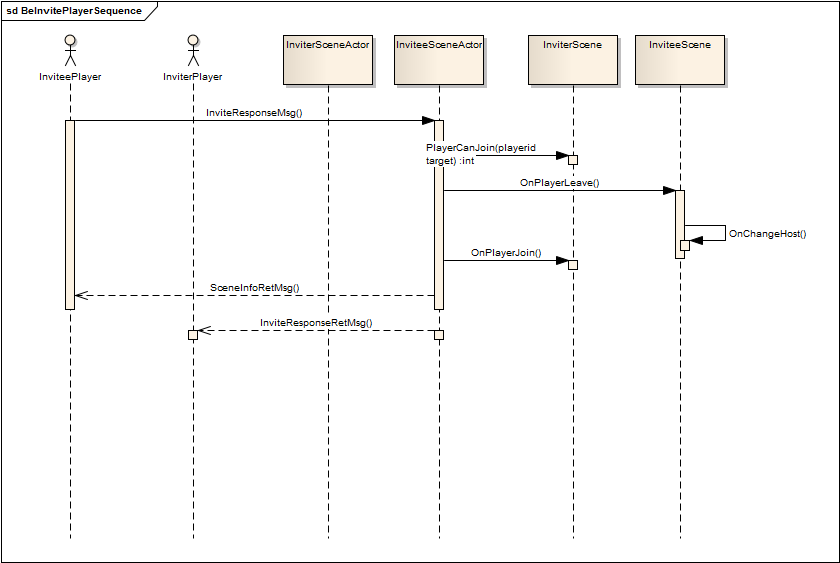 sd BeInvitePlayerSequence
InviteePlayer
InviterPlayer
InviterSceneActor
InviteeSceneActor
InviterScene
InviteeScene
InviteResponseMsg()
PlayerCanJoin(playerid
target) :int
OnPlayerLeave()
OnChangeHost()
OnPlayerJoin()
SceneInfoRetMsg()
InviteResponseRetMsg()